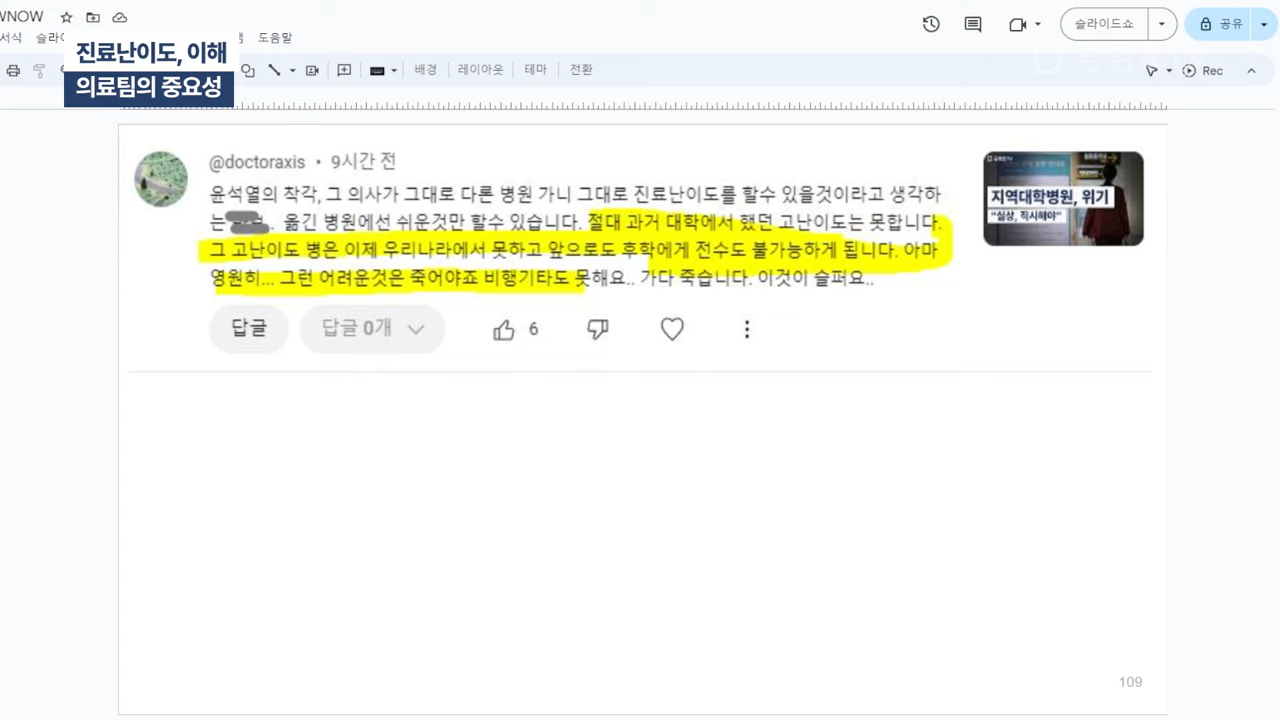 WNOW
서식
슬라이
도움말
슬라이드쇼
공유
배경
레이아웃
테마
전환
Rec
진료난이도, 이해
의료팀의 중요성
@doctoraxis • 9시간 전
윤석열의 착각, 그 의사가 그대로 다른 병원 가니 그대로 진료난이도를 할수 있을것이라고 생각하
는 . 옮긴 병원에선 쉬운것만 할수 있습니다. 절대 과거 대학에서 했던 고난이도는 못합니다.
그 고난이도 병은 이제 우리나라에서 못하고 앞으로도 후학에게 전수도 불가능하게 됩니다. 아마
영원히... 그런 어려운것은 죽어야죠 비행기타도 못해요.. 가다 죽습니다. 이것이 슬퍼요..
답글
답글 0개
6
지역대학병원, 위기
"실상, 직시해야"
109